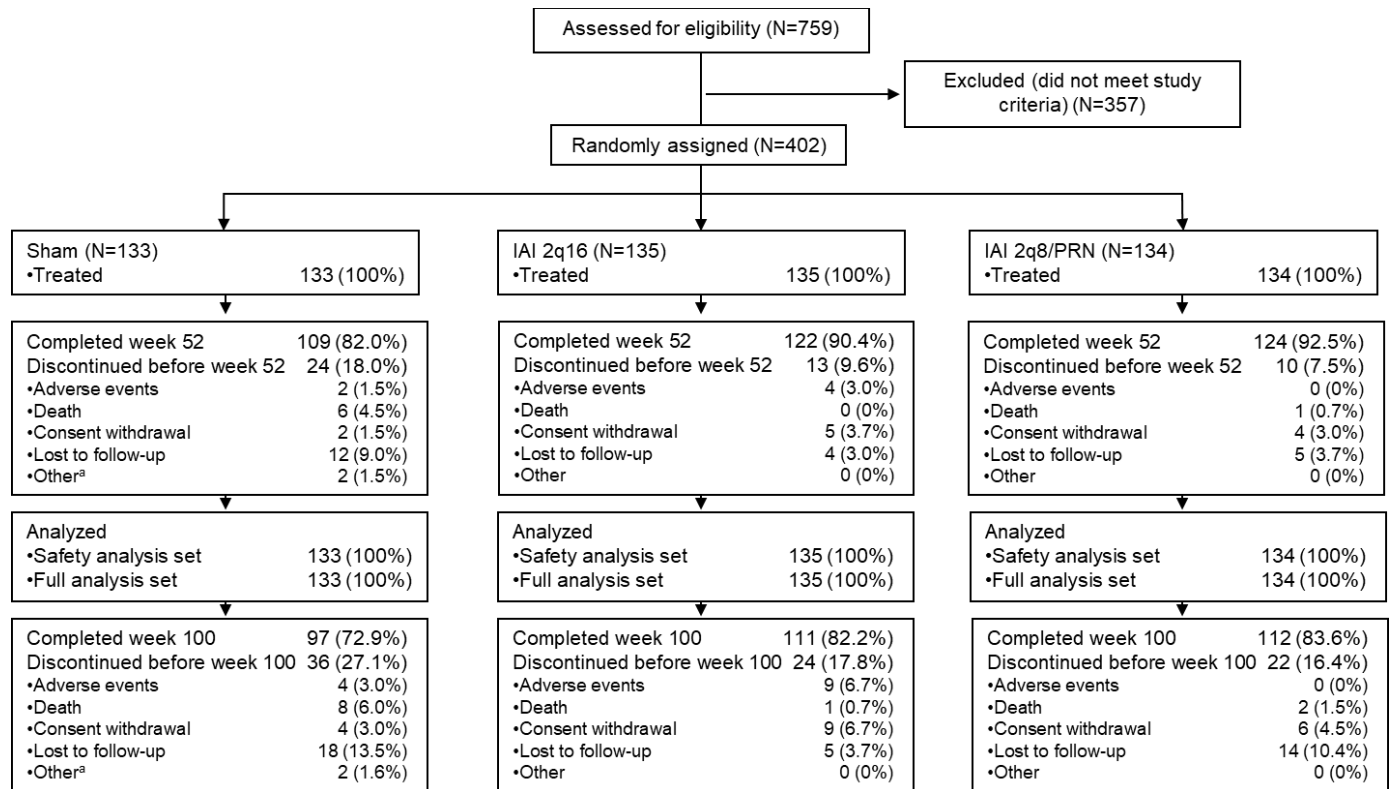 Assessed for eligibility (N=759)
Excluded (did not meet study
criteria) (N=357)
Randomly assigned (N=402)
Sham (N=133)
•Treated 133 (100%)
IAI 2q16 (N=135)
•Treated 135 (100%)
IAI 2q8/PRN (N=134)
•Treated 134 (100%)
Completed week 52 109 (82.0%)
Discontinued before week 52 24 (18.0%)
•Adverse events 2 (1.5%)
•Death 6 (4.5%)
•Consent withdrawal 2 (1.5%)
•Lost to follow-up 12 (9.0%)
•Otherᵃ 2 (1.5%)
Completed week 52 122 (90.4%)
Discontinued before week 52 13 (9.6%)
•Adverse events 4 (3.0%)
•Death 0 (0%)
•Consent withdrawal 5 (3.7%)
•Lost to follow-up 4 (3.0%)
•Other 0 (0%)
Completed week 52 124 (92.5%)
Discontinued before week 52 10 (7.5%)
•Adverse events 0 (0%)
•Death 1 (0.7%)
•Consent withdrawal 4 (3.0%)
•Lost to follow-up 5 (3.7%)
•Other 0 (0%)
Analyzed
•Safety analysis set 133 (100%)
•Full analysis set 133 (100%)
Analyzed
•Safety analysis set 135 (100%)
•Full analysis set 135 (100%)
Analyzed
•Safety analysis set 134 (100%)
•Full analysis set 134 (100%)
Completed week 100 97 (72.9%)
Discontinued before week 100 36 (27.1%)
•Adverse events 4 (3.0%)
•Death 8 (6.0%)
•Consent withdrawal 4 (3.0%)
•Lost to follow-up 18 (13.5%)
•Otherᵃ 2 (1.6%)
Completed week 100 111 (82.2%)
Discontinued before week 100 24 (17.8%)
•Adverse events 9 (6.7%)
•Death 1 (0.7%)
•Consent withdrawal 9 (6.7%)
•Lost to follow-up 5 (3.7%)
•Other 0 (0%)
Completed week 100 112 (83.6%)
Discontinued before week 100 22 (16.4%)
•Adverse events 0 (0%)
•Death 2 (1.5%)
•Consent withdrawal 6 (4.5%)
•Lost to follow-up 14 (10.4%)
•Other 0 (0%)